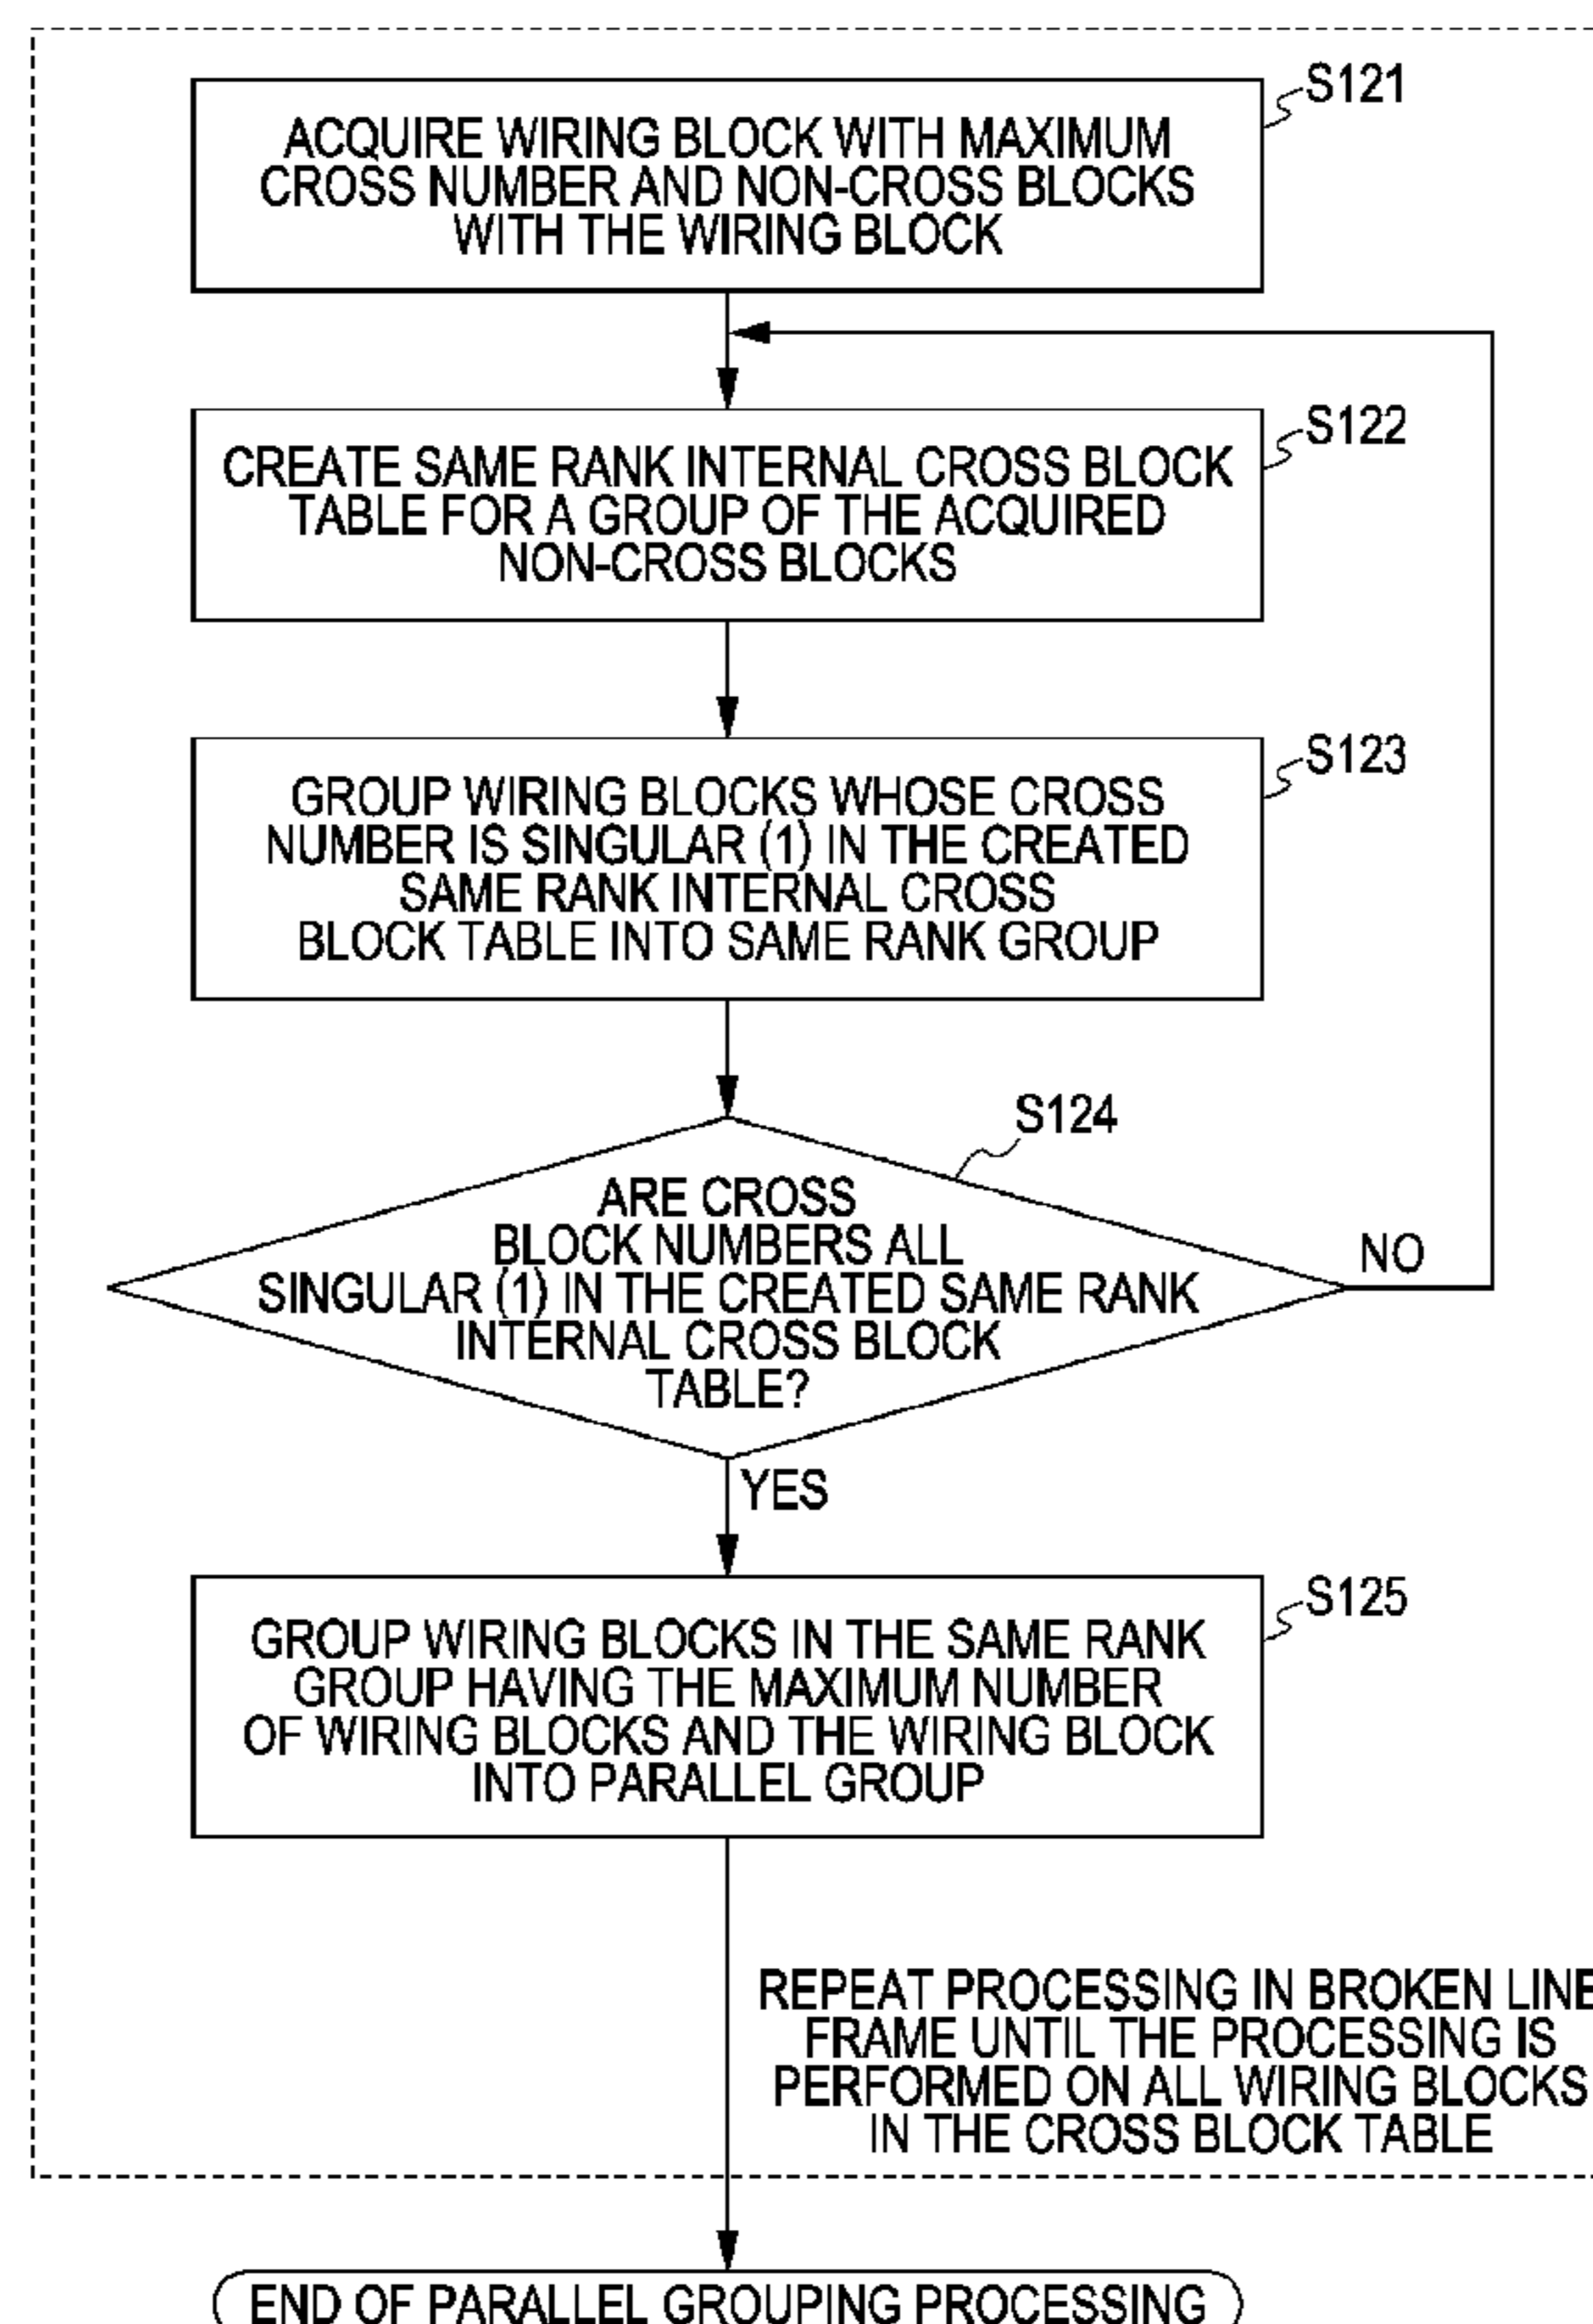 S121
ACQUIRE WIRING BLOCK WITH MAXIMUM
CROSS NUMBER AND NON-CROSS BLOCKS
WITH THE WIRING BLOCK
S122
CREATE SAME RANK INTERNAL CROSS BLOCK
TABLE FOR A GROUP OF THE ACQUIRED
NON-CROSS BLOCKS
S123
GROUP WIRING BLOCKS WHOSE CROSS
NUMBER IS SINGULAR (1) IN THE CREATED
SAME RANK INTERNAL CROSS
BLOCK TABLE INTO SAME RANK GROUP
S124
ARE CROSS
BLOCK NUMBERS ALL
SINGULAR (1) IN THE CREATED SAME RANK
INTERNAL CROSS BLOCK
TABLE?
NO
YES
S125
GROUP WIRING BLOCKS IN THE SAME RANK
GROUP HAVING THE MAXIMUM NUMBER
OF WIRING BLOCKS AND THE WIRING BLOCK
INTO PARALLEL GROUP
REPEAT PROCESSING IN BROKEN LINE
FRAME UNTIL THE PROCESSING IS
PERFORMED ON ALL WIRING BLOCKS
IN THE CROSS BLOCK TABLE
END OF PARALLEL GROUPING PROCESSING